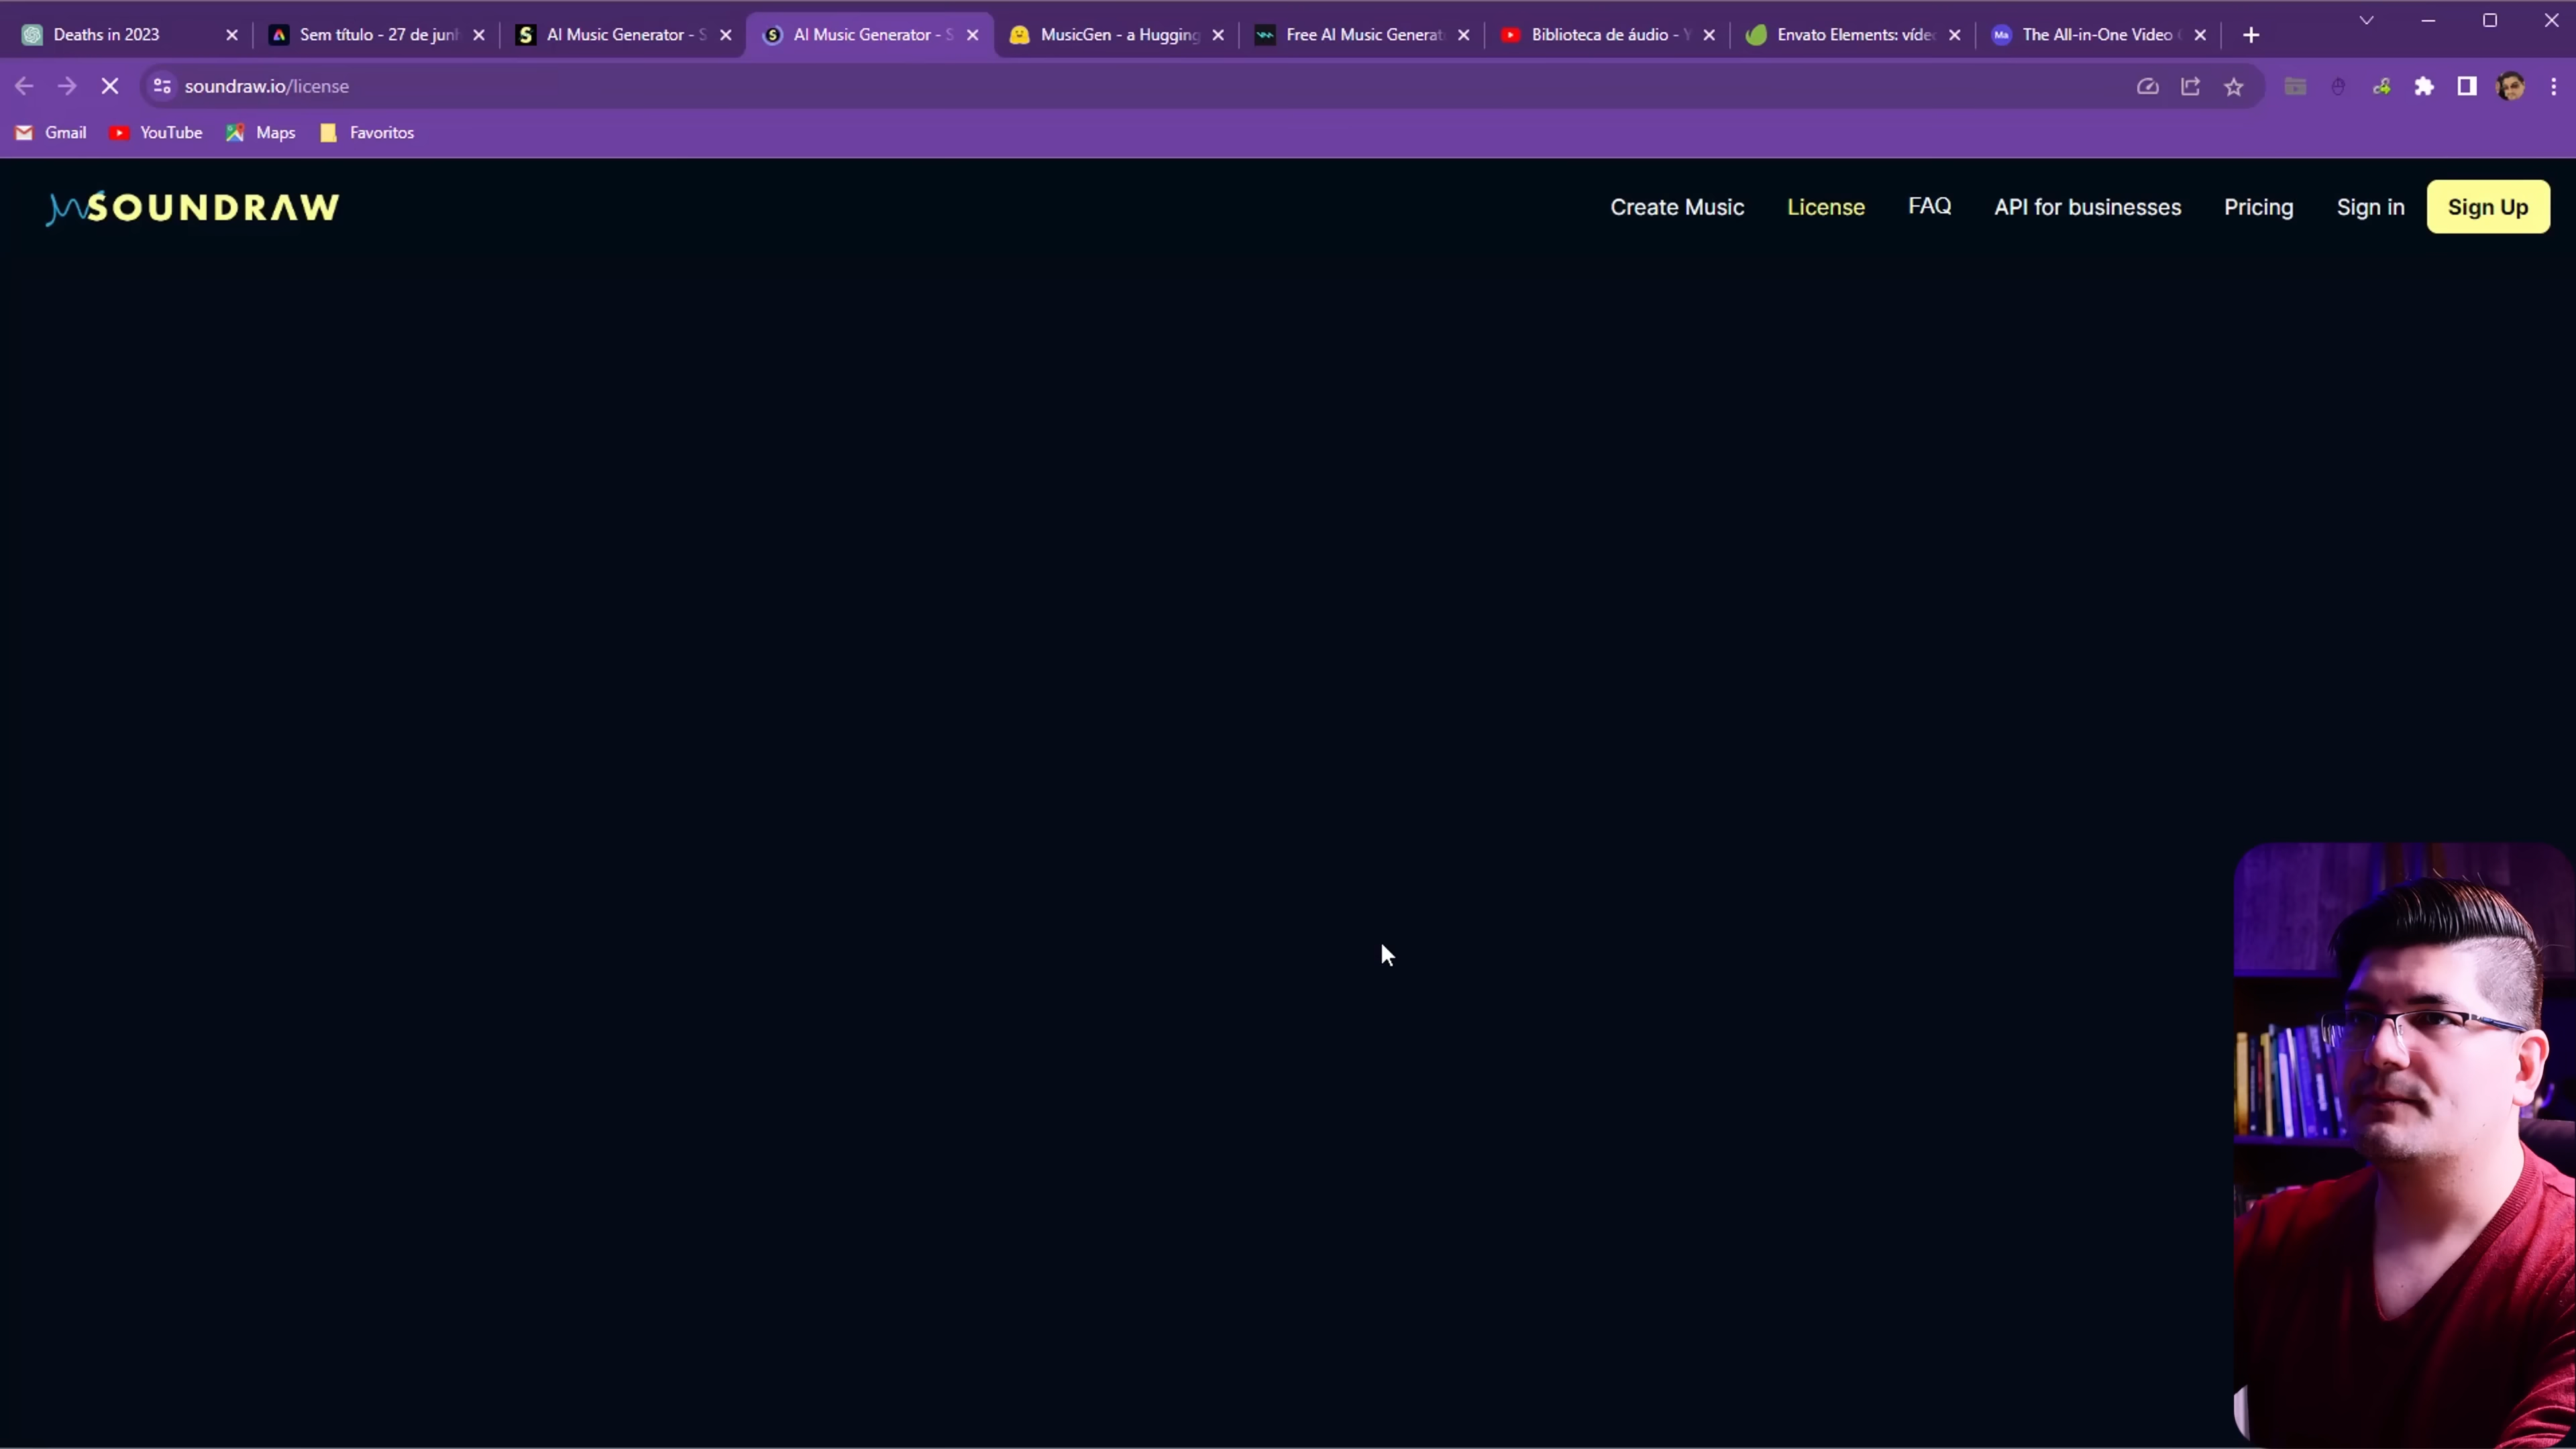 Deaths in 2023
Sem título - 27 de junh
AI Music Generator - S
AI Music Generator - S
MusicGen - a Hugging
Free AI Music Generat
Biblioteca de áudio - Y
Envato Elements: víde
Ma
The All-in-One Video
soundraw.io/license
Gmail
YouTube
Maps
Favoritos
SOUNDRAW
Create Music
License
FAQ
API for businesses
Pricing
Sign in
Sign Up